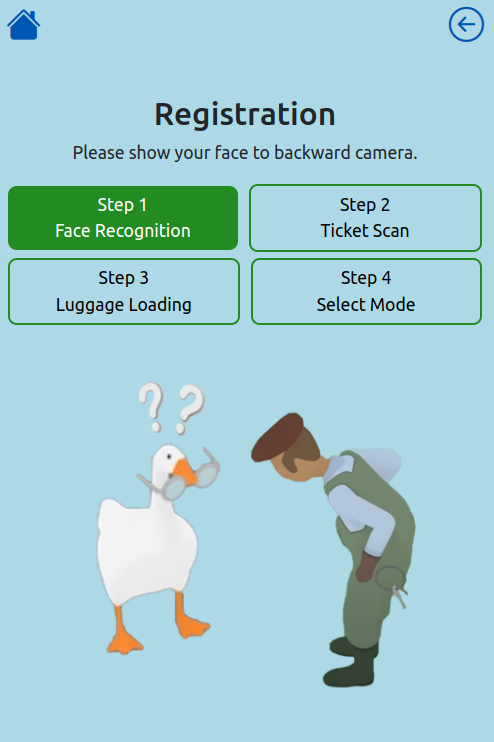 Registration
Please show your face to backward camera.
Step 1
Face Recognition
Step 2
Ticket Scan
Step 3
Luggage Loading
Step 4
Select Mode
??